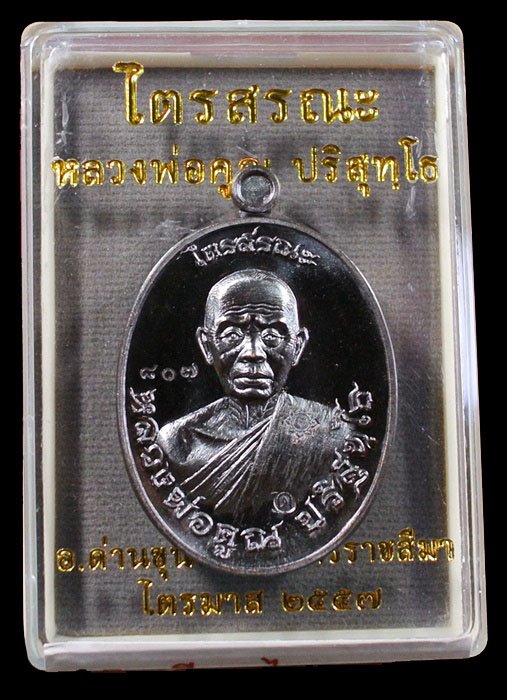 ไตรสรณะ
หลวงพ่อคูณ ปริสุทฺโธ
ไตรสรณะ
๘๐๗
หลวงพ่อคูณ ปริสุทฺโธ
อ.ด่านขุน
ราชสีมา
ไตรมาส ๒๕๕๗